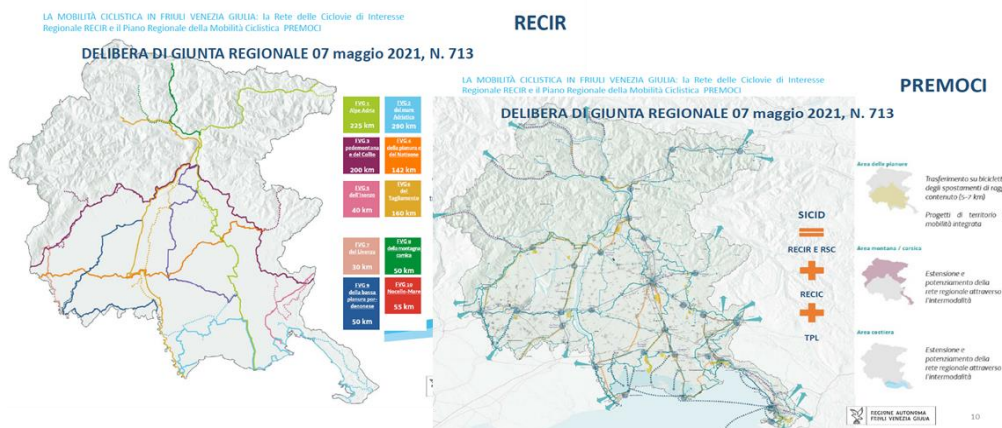 LA MOBILITÀ CICLISTICA IN FRIULI VENEZIA GIULIA: la Rete delle Ciclovie di Interesse
Regionale RECIR e il Piano Regionale della Mobilità Ciclistica PREMOCI
RECIR
DELIBERA DI GIUNTA REGIONALE 07 maggio 2021, N. 713
FVG 1
Alpe Adria
225 km
FVG 2
del mare
Adriatico
290 km
FVG 3
pedemontana
e del Collio
200 km
della pianura e
del Natisone
142 km
FVG 5
dell'Isonzo
40 km
FVG 6
del
Tagliamento
160 km
FVG 7
del Livenza
30 km
FVG 8
della montagna
carnica
50 km
FVG 9
della bassa
pianura por-
denonese
50 km
FVG 10
Noncello-Mare
55 km
LA MOBILITÀ CICLISTICA IN FRIULI VENEZIA GIULIA: la Rete delle Ciclovie di Interesse
Regionale RECIR e il Piano Regionale della Mobilità Ciclistica PREMOCI
PREMOCI
DELIBERA DI GIUNTA REGIONALE 07 maggio 2021, N. 713
SICID
=
RECIR E RSC
+
RECIC
+
TPL
Area delle pianure
Trasferimento su biciclett
degli spostamenti di rag
contenuto (5-7 km)
Progetti di territorio
mobilità integrata
Area montana / carsica
Estensione e
potenziamento della
rete regionale attraverso
l'intermodalità
Area costiera
Estensione e
potenziamento della
rete regionale attraverso
l'intermodalità
REGIONE AUTONOMA
FRIULI VENEZIA GIULIA
10